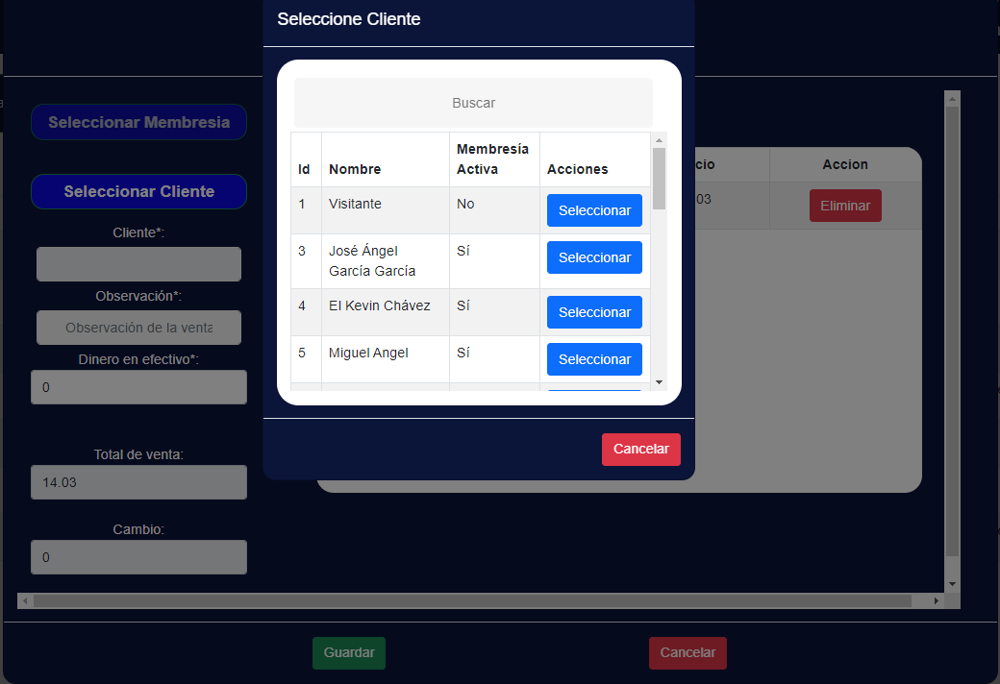 Seleccione Cliente
Buscar
Id Nombre Membresía Activa Acciones
1 Visitante No Seleccionar
3 José Ángel García García Sí Seleccionar
4 El Kevin Chávez Sí Seleccionar
5 Miguel Angel Sí Seleccionar
Cancelar
Seleccionar Membresia
Seleccionar Cliente
Cliente*:
Observación*:
Observación de la venta
Dinero en efectivo*:
0
Total de venta:
14.03
Cambio:
0
cio Accion
03 Eliminar
Guardar Cancelar